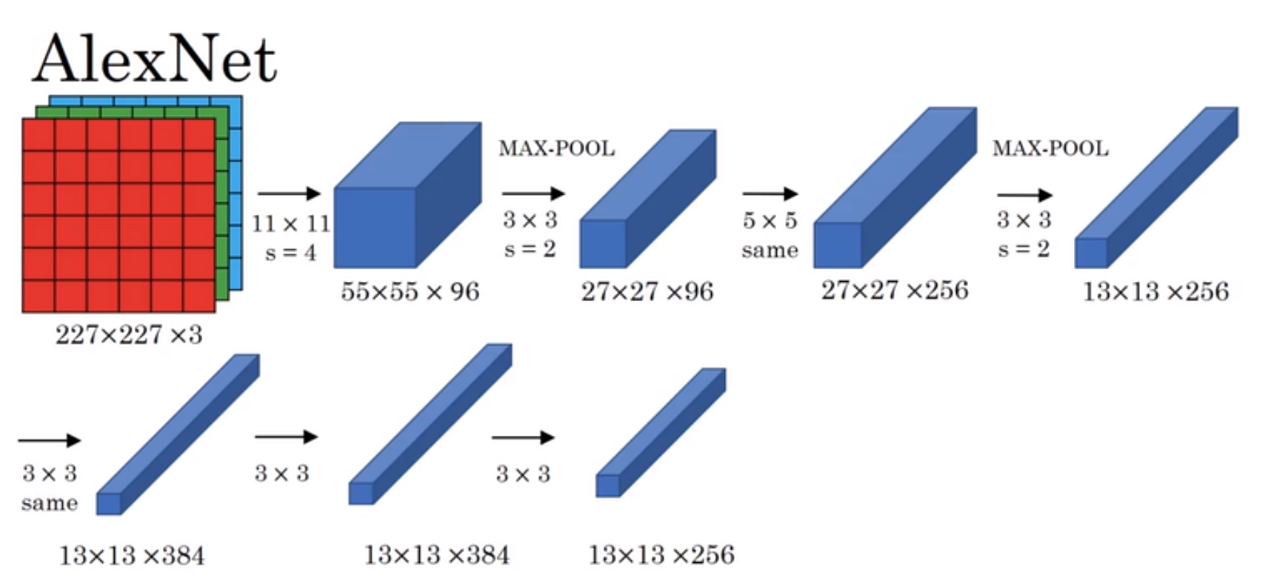 AlexNet
227×227 ×3
11 × 11
s = 4
55×55 × 96
MAX-POOL
3 × 3
s = 2
27×27 ×96
5 × 5
same
27×27 ×256
MAX-POOL
3 × 3
s = 2
13×13 ×256
3 × 3
same
13×13 ×384
3 × 3
13×13 ×384
3 × 3
13×13 ×256